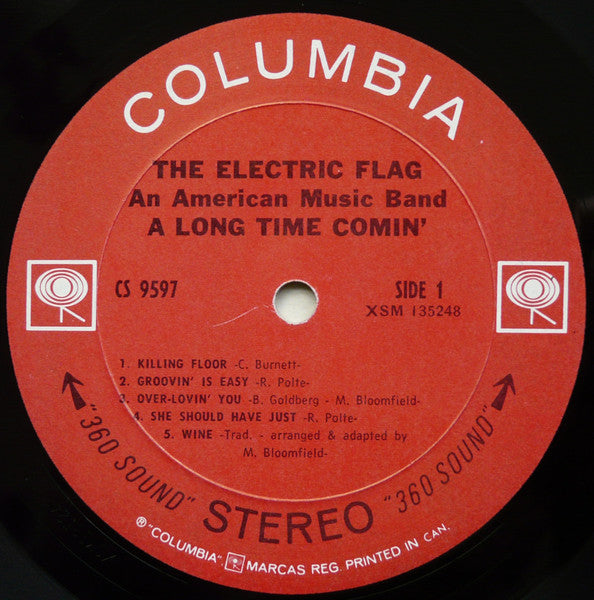 COLUMBIA
THE ELECTRIC FLAG
An American Music Band
A LONG TIME COMIN'
CS 9597
SIDE 1
XSM 135248
1. KILLING FLOOR -C. Burnett-
2. GROOVIN' IS EASY -R. Polte-
3. OVER-LOVIN' YOU -B. Goldberg - M. Bloomfield-
4. SHE SHOULD HAVE JUST -R. Polte-
5. WINE -Trad. - arranged & adapted by
M. Bloomfield-
"360 SOUND" STEREO "360 SOUND"
® "COLUMBIA", MARCAS REG. PRINTED IN CAN.